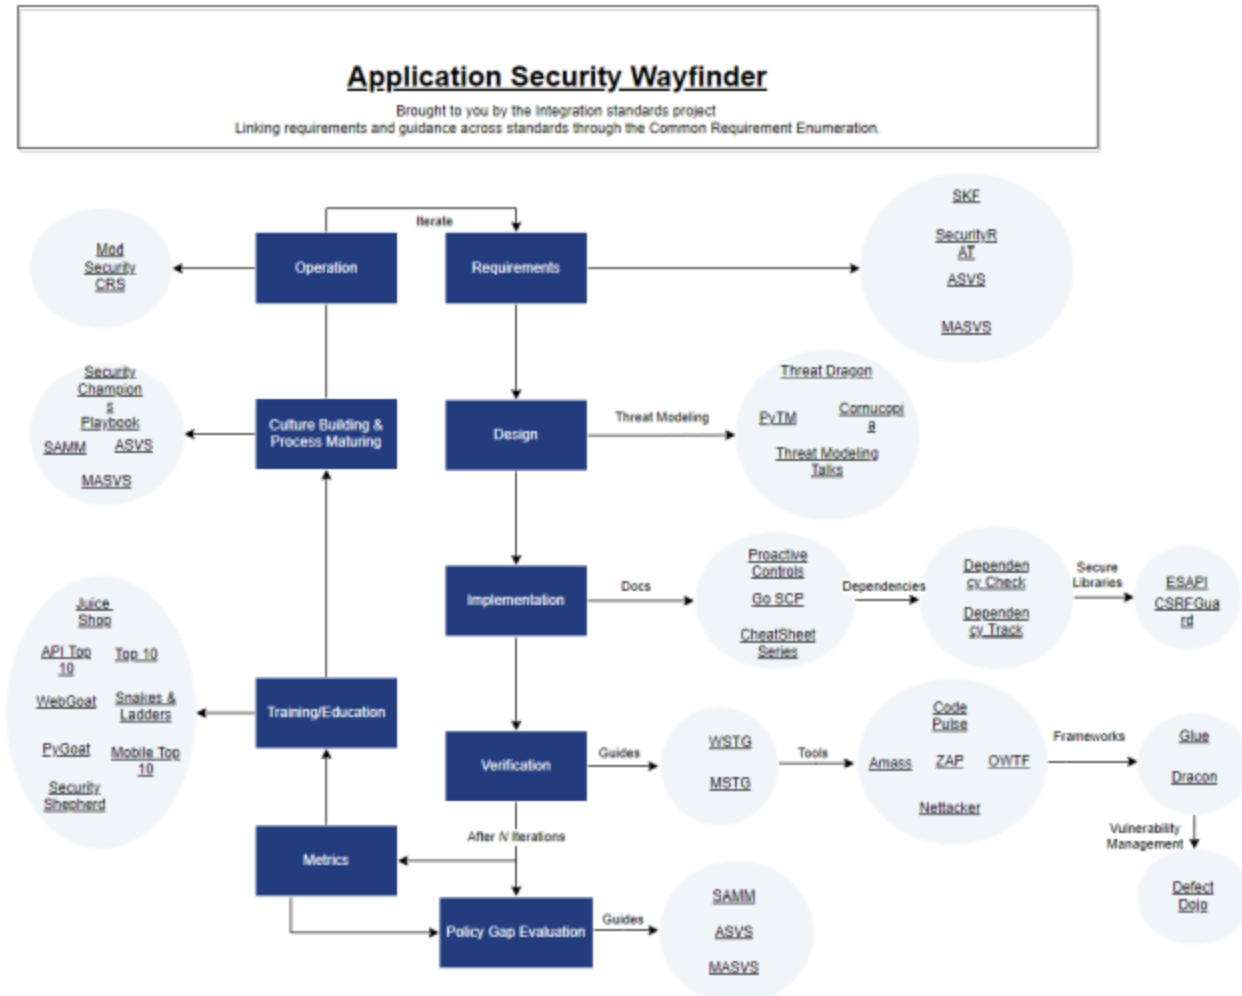 Application Security Wayfinder
Brought to you by the Integration standards project
Linking requirements and guidance across standards through the Common Requirement Enumeration.
Iterate
Mod
Security
CRS
Operation
Requirements
SKF
SecurityR
AT
ASVS
MASVS
Security
Champion
s
Playbook
SAMM
ASVS
MASVS
Culture Building &
Process Maturing
Design
Threat Modeling
Threat Dragon
PyTM
Cornucopi
a
Threat Modeling
Talks
Implementation
Docs
Proactive
Controls
Go SCP
CheatSheet
Series
Dependencies
Dependen
cy Check
Dependen
cy Track
Secure
Libraries
ESAPI
CSRFGua
rd
Juice
Shop
API Top
10
Top 10
WebGoat
Snakes &
Ladders
PyGoat
Mobile Top
10
Security
Shepherd
Training/Education
Verification
Guides
WSTG
MSTG
Tools
Code
Pulse
Amass
ZAP
OWTF
Nettacker
Frameworks
Glue
Dracon
Vulnerability
Management
Defect
Dojo
After N Iterations
Metrics
Policy Gap Evaluation
Guides
SAMM
ASVS
MASVS